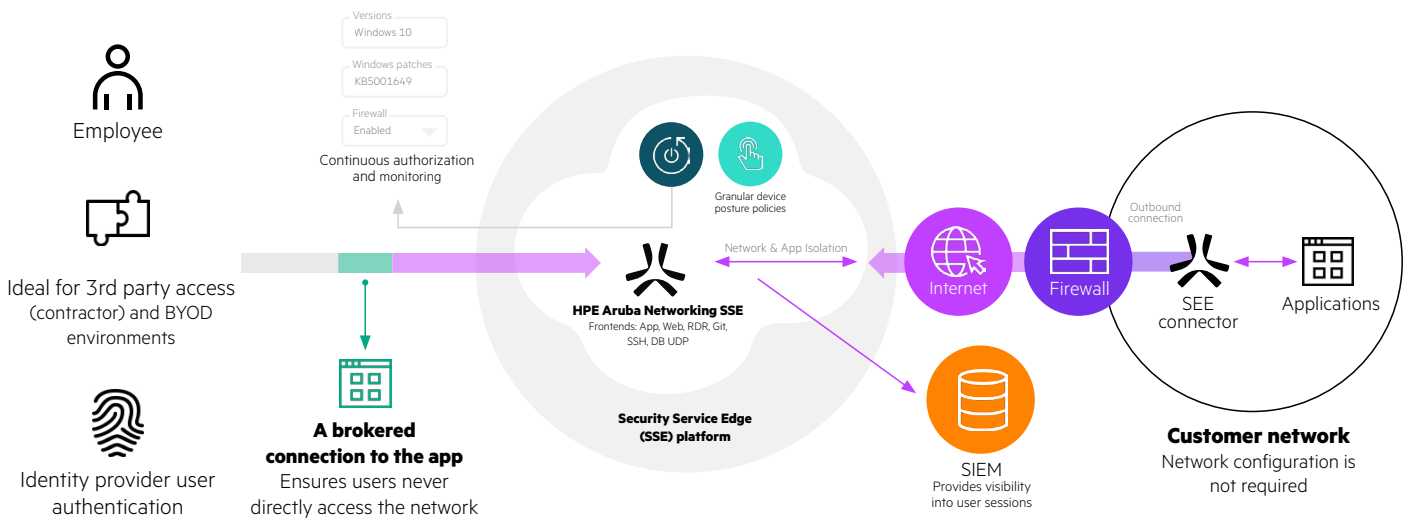 Employee
Ideal for 3rd party access
(contractor) and BYOD
environments
Identity provider user
authentication
Versions
Windows 10
Windows patches
KB5001649
Firewall
Enabled
Continuous authorization
and monitoring
A brokered
connection to the app
Ensures users never
directly access the network
Granular device
posture policies
Network & App Isolation
HPE Aruba Networking SSE
Frontends: App, Web, RDR, Git,
SSH, DB UDP
Security Service Edge
(SSE) platform
Internet
Firewall
Outbound
connection
SEE
connector
Applications
SIEM
Provides visibility
into user sessions
Customer network
Network configuration is
not required